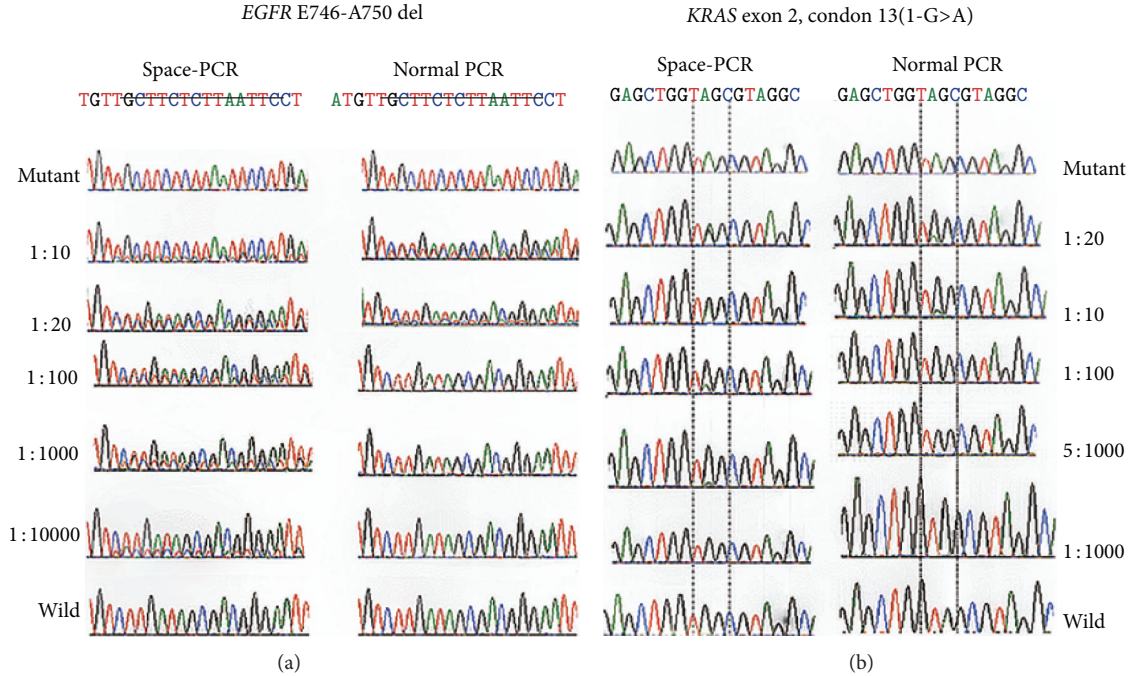 EGFR E746-A750 del
Space-PCR
Normal PCR
TGTTGCTTCTCTTAATTCCT
ATGTTGCTTCTCTTAATTCCT
Mutant
1:10
1:20
1:100
1:1000
1:10000
Wild
(a)
KRAS exon 2, condon 13(1-G>A)
Space-PCR
Normal PCR
GAGCTGGTAGCGTAGGC
GAGCTGGTAGCGTAGGC
Mutant
1:20
1:10
1:100
5:1000
1:1000
Wild
(b)